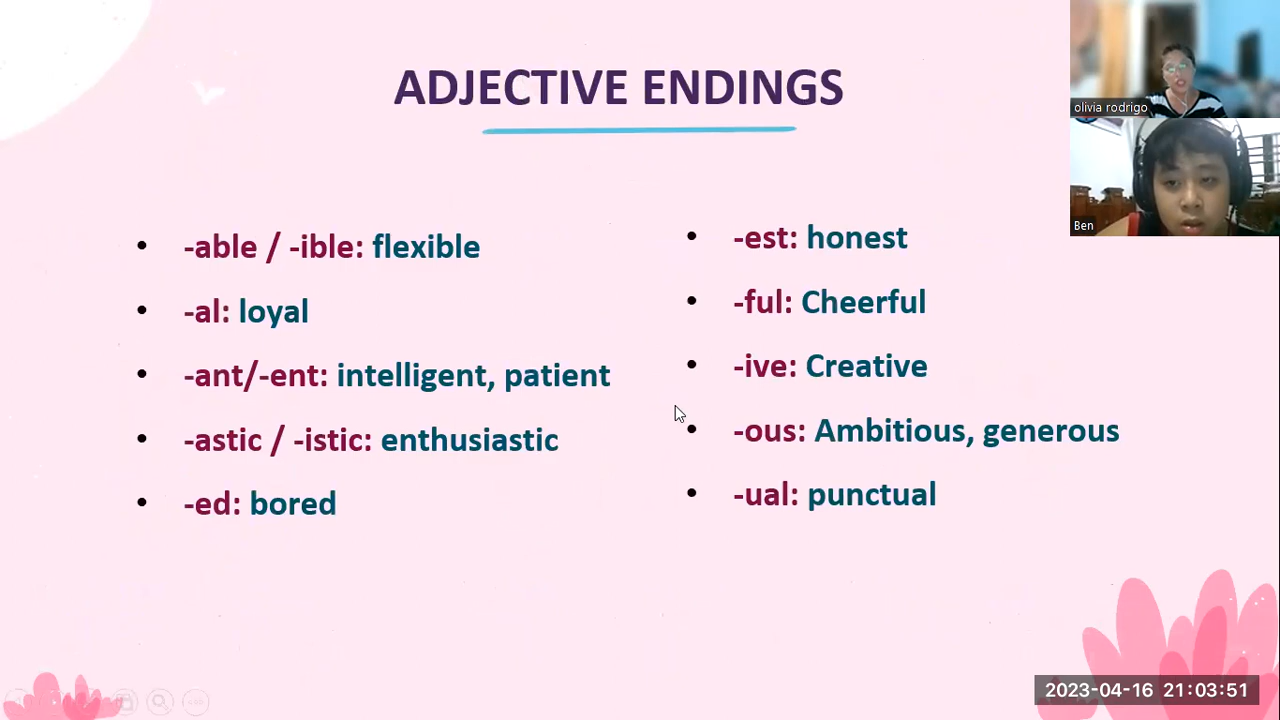 ADJECTIVE ENDINGS
• -able / -ible: flexible
• -al: loyal
• -ant/-ent: intelligent, patient
• -astic / -istic: enthusiastic
• -ed: bored
• -est: honest
• -ful: Cheerful
• -ive: Creative
• -ous: Ambitious, generous
• -ual: punctual
olivia rodrigo
Ben
2023-04-16 21:03:51